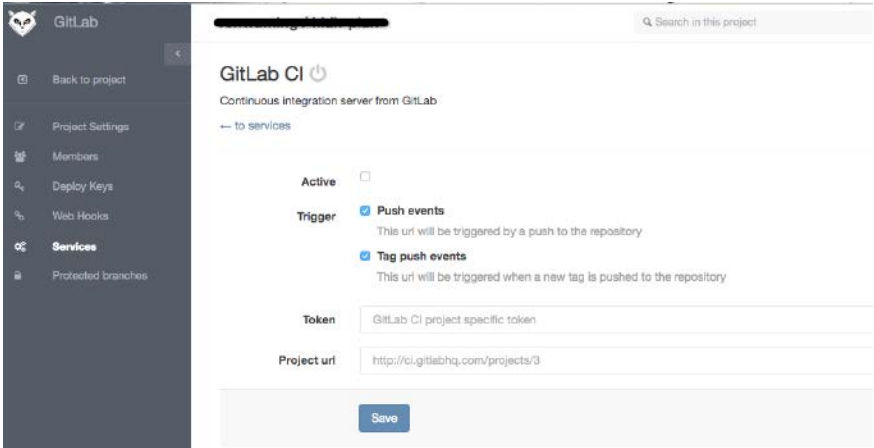 GitLab
Search in this project
Back to project
Project Settings
Members
Deploy Keys
Web Hooks
Services
Protected branches
GitLab CI
Continuous integration server from GitLab
← to services
Active
Trigger
Push events
This url will be triggered by a push to the repository
Tag push events
This url will be triggered when a new tag is pushed to the repository
Token
GitLab CI project specific token
Project url
http://ci.gitlabhq.com/projects/3
Save